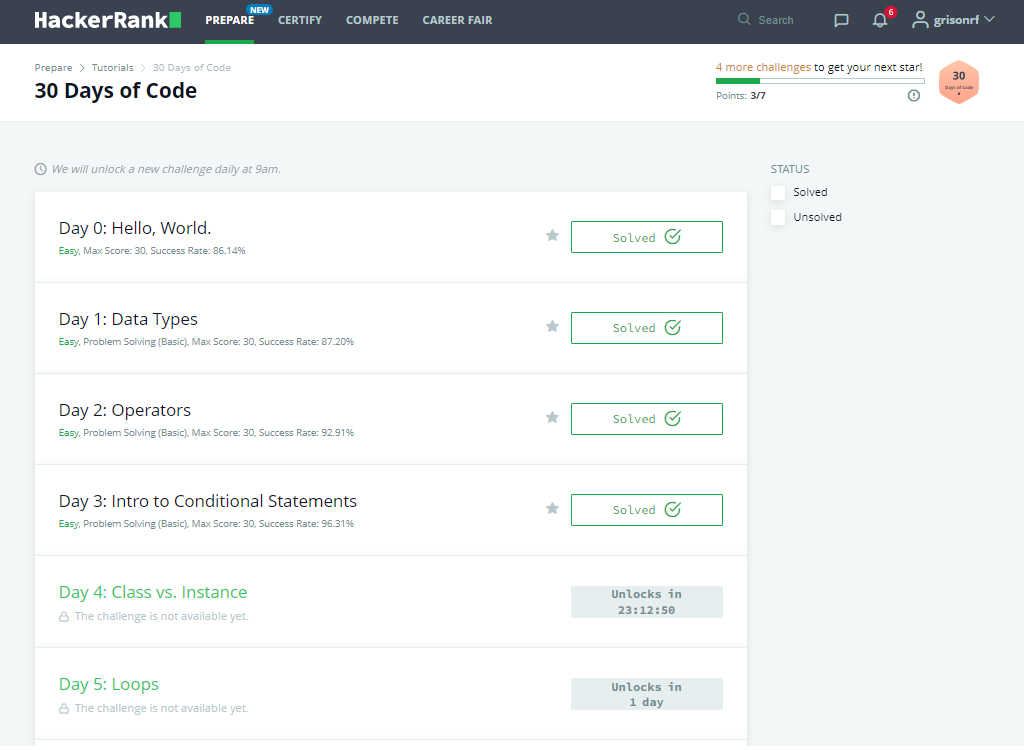 HackerRank PREPARE NEW CERTIFY COMPETE CAREER FAIR Search 6 grisonrf
Prepare > Tutorials > 30 Days of Code
30 Days of Code
4 more challenges to get your next star!
Points: 3/7
30
Days of Code
We will unlock a new challenge daily at 9am.
STATUS
Solved
Unsolved
Day 0: Hello, World.
Easy, Max Score: 30, Success Rate: 86.14%
Solved
Day 1: Data Types
Easy, Problem Solving (Basic), Max Score: 30, Success Rate: 87.20%
Solved
Day 2: Operators
Easy, Problem Solving (Basic), Max Score: 30, Success Rate: 92.91%
Solved
Day 3: Intro to Conditional Statements
Easy, Problem Solving (Basic), Max Score: 30, Success Rate: 96.31%
Solved
Day 4: Class vs. Instance
The challenge is not available yet.
Unlocks in
23:12:50
Day 5: Loops
The challenge is not available yet.
Unlocks in
1 day